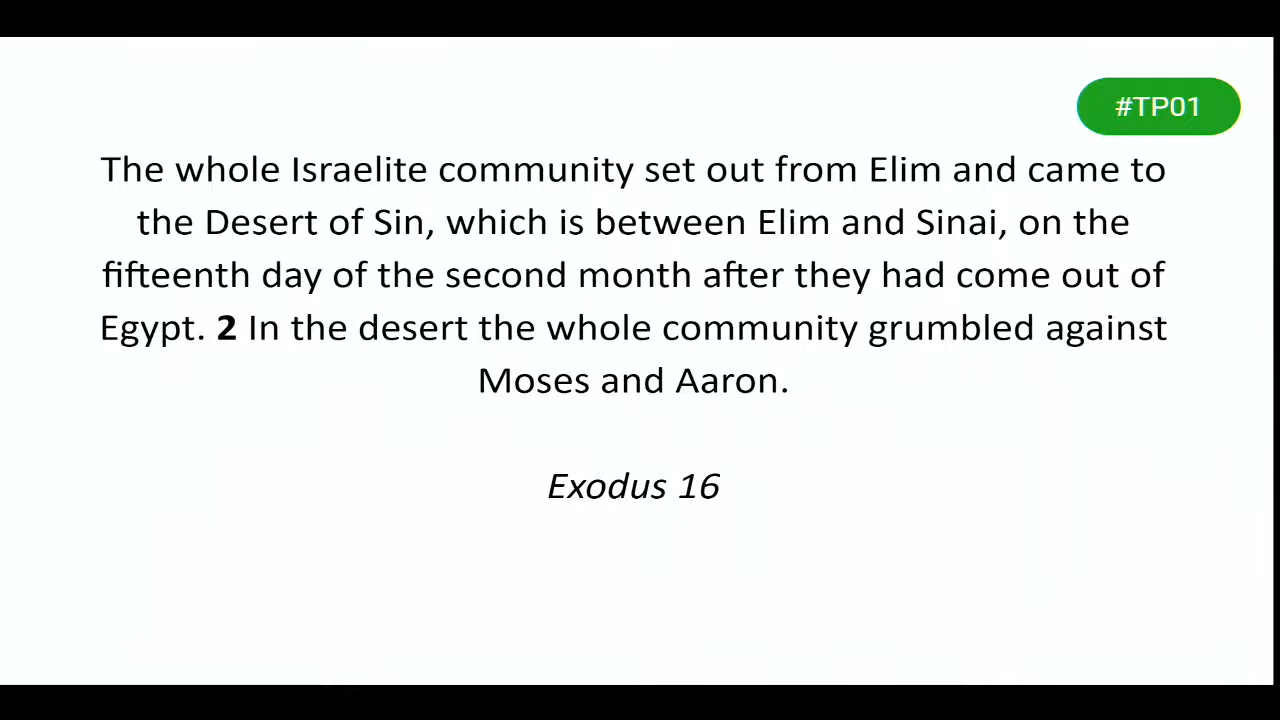 #TP01
The whole Israelite community set out from Elim and came to
the Desert of Sin, which is between Elim and Sinai, on the
fifteenth day of the second month after they had come out of
Egypt. 2 In the desert the whole community grumbled against
Moses and Aaron.
Exodus 16